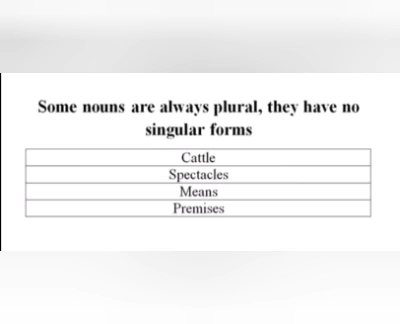 Some nouns are always plural, they have no
singular forms
Cattle
Spectacles
Means
Premises